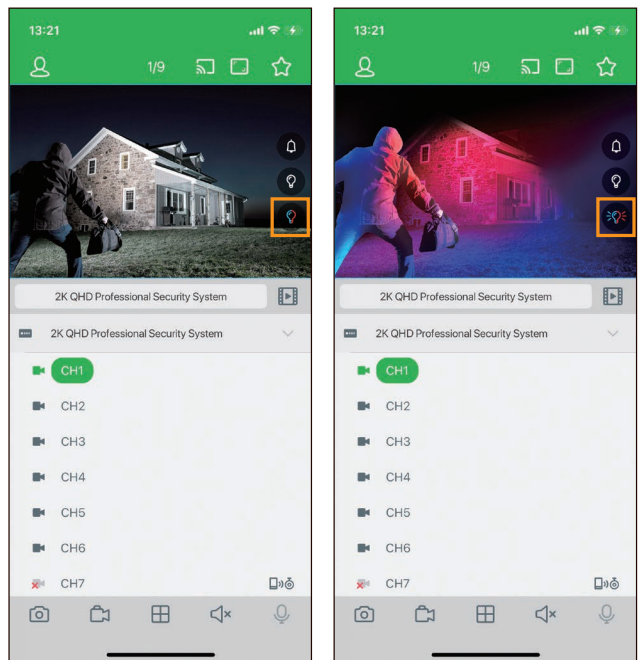 13:21
1/9
2K QHD Professional Security System
2K QHD Professional Security System
CH1
CH2
CH3
CH4
CH5
CH6
CH7
13:21
1/9
2K QHD Professional Security System
2K QHD Professional Security System
CH1
CH2
CH3
CH4
CH5
CH6
CH7